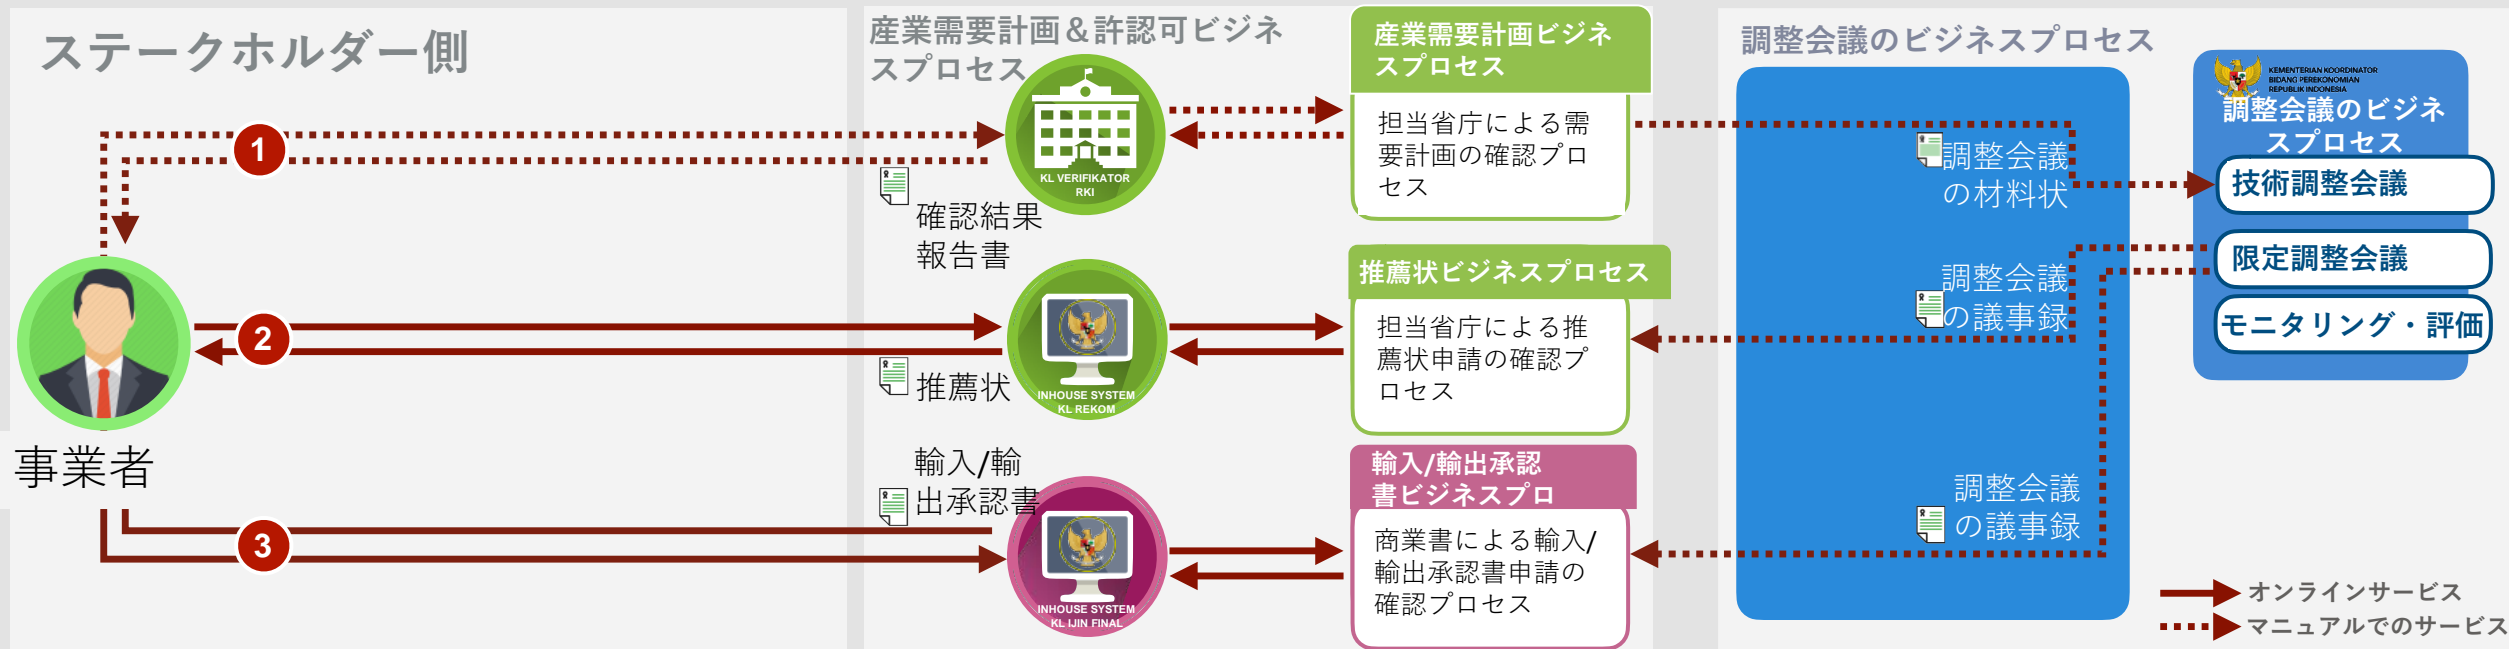 ステークホルダー側
産業需要計画＆許認可ビジネ
スプロセス
産業需要計画ビジネ
スプロセス
調整会議のビジネスプロセス
KEMENTERIAN KOORDINATOR
BIDANG PEREKONOMIAN
REPUBLIK INDONESIA
調整会議のビジネ
スプロセス
1
KL VERIFIKATOR
RKI
担当省庁による需
要計画の確認プロ
セス
調整会議
の材料状
技術調整会議
確認結果
報告書
推薦状ビジネスプロセス
調整会議
の議事録
限定調整会議
モニタリング・評価
2
INHOUSE SYSTEM
KL REKOM
担当省庁による推
薦状申請の確認プ
ロセス
推薦状
事業者
輸入/輸
出承認書
輸入/輸出承認
書ビジネスプロ
調整会議
の議事録
3
INHOUSE SYSTEM
KL IJIN FINAL
商業書による輸入/
輸出承認書申請の
確認プロセス
オンラインサービス
マニュアルでのサービス